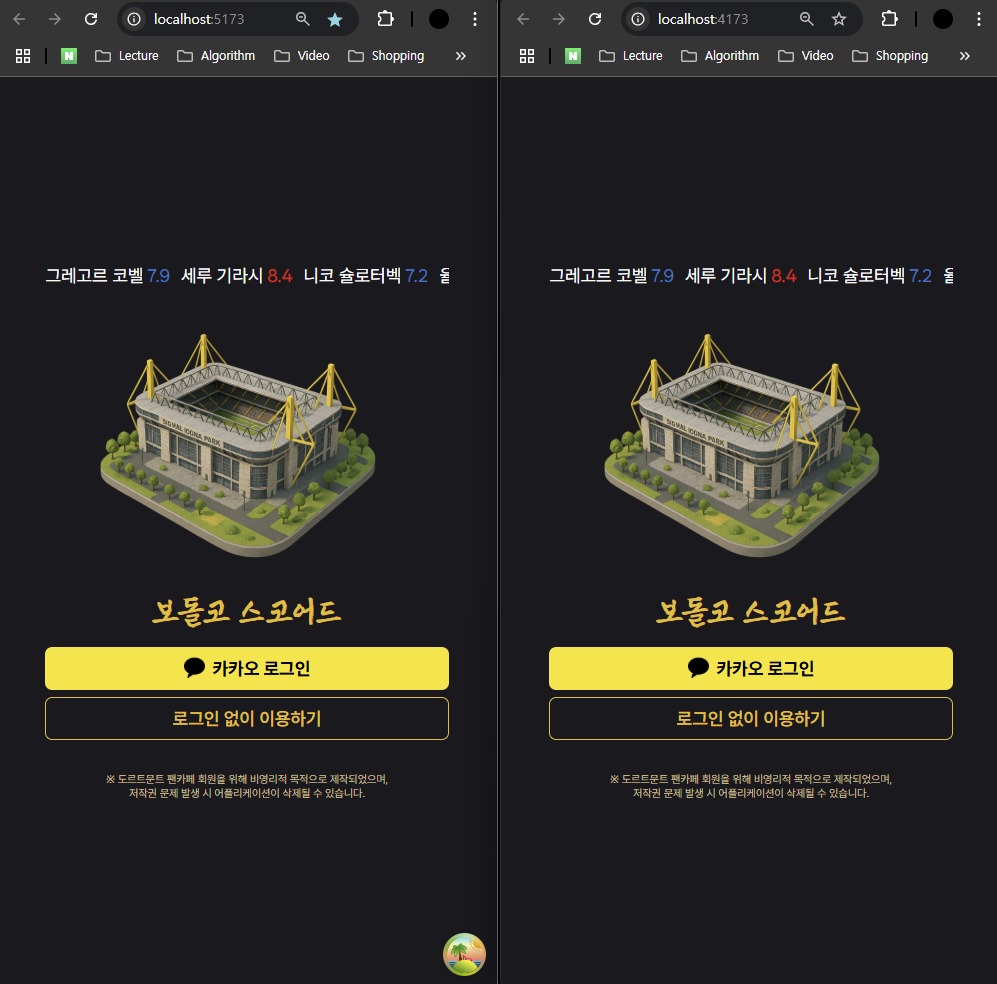 localhost:5173
N Lecture Algorithm Video Shopping
그레고르 코벨 7.9 세루 기라시 8.4 니코 슐로터벡 7.2
SIGNAL IDUNA PARK
보돌코 스코어드
카카오 로그인
로그인 없이 이용하기
※ 도르트문트 팬카페 회원을 위해 비영리적 목적으로 제작되었으며,
저작권 문제 발생 시 어플리케이션이 삭제될 수 있습니다.
localhost:4173
N Lecture Algorithm Video Shopping
그레고르 코벨 7.9 세루 기라시 8.4 니코 슐로터벡 7.2
SIGNAL IDUNA PARK
보돌코 스코어드
카카오 로그인
로그인 없이 이용하기
※ 도르트문트 팬카페 회원을 위해 비영리적 목적으로 제작되었으며,
저작권 문제 발생 시 어플리케이션이 삭제될 수 있습니다.